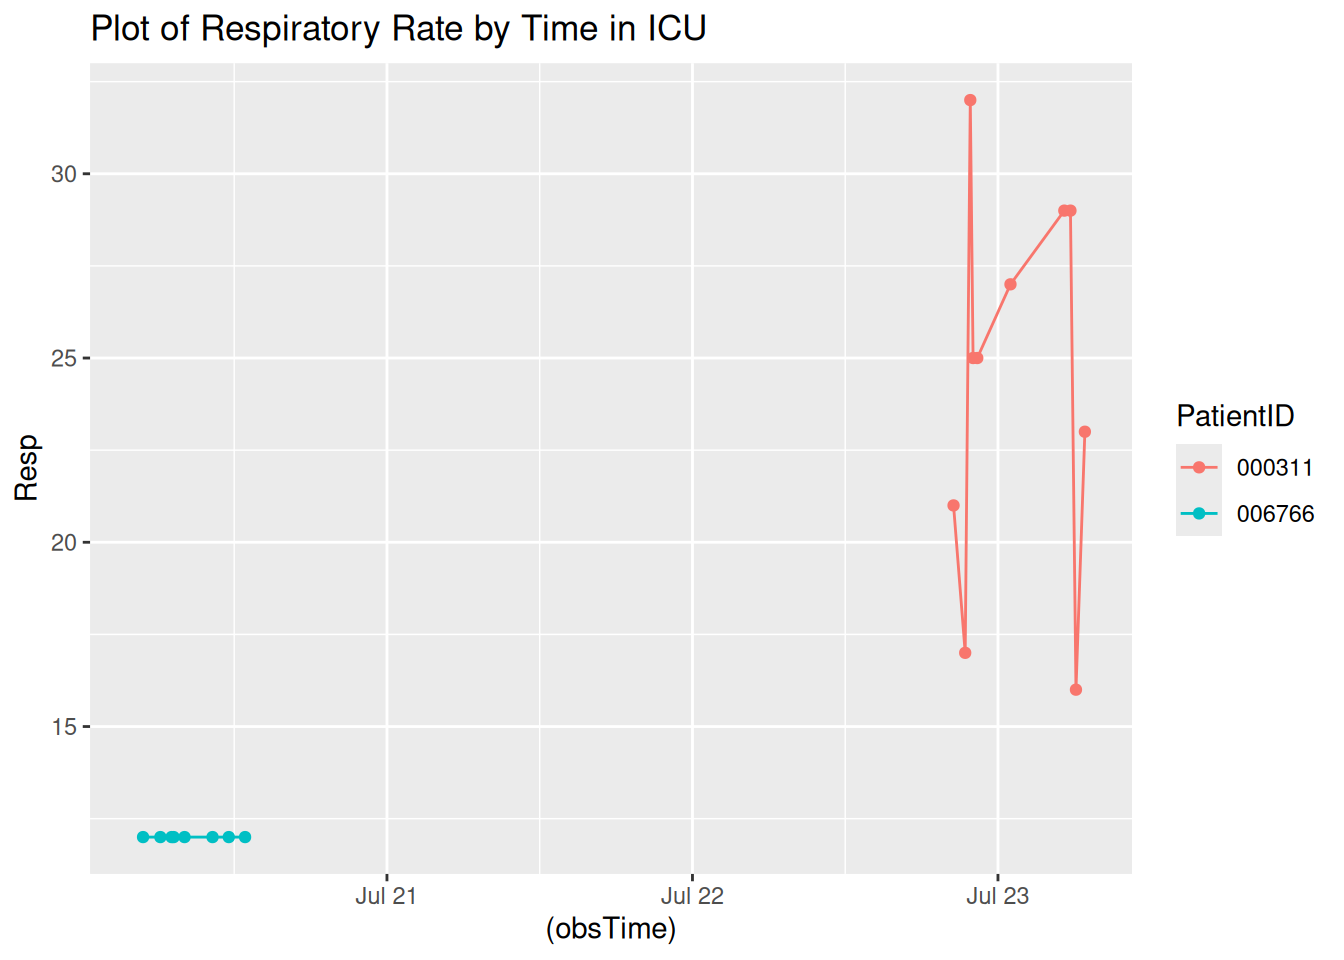 Plot of Respiratory Rate by Time in ICU
30
25
20
15
Resp
Jul 21
Jul 22
Jul 23
(obsTime)
PatientID
000311
006766